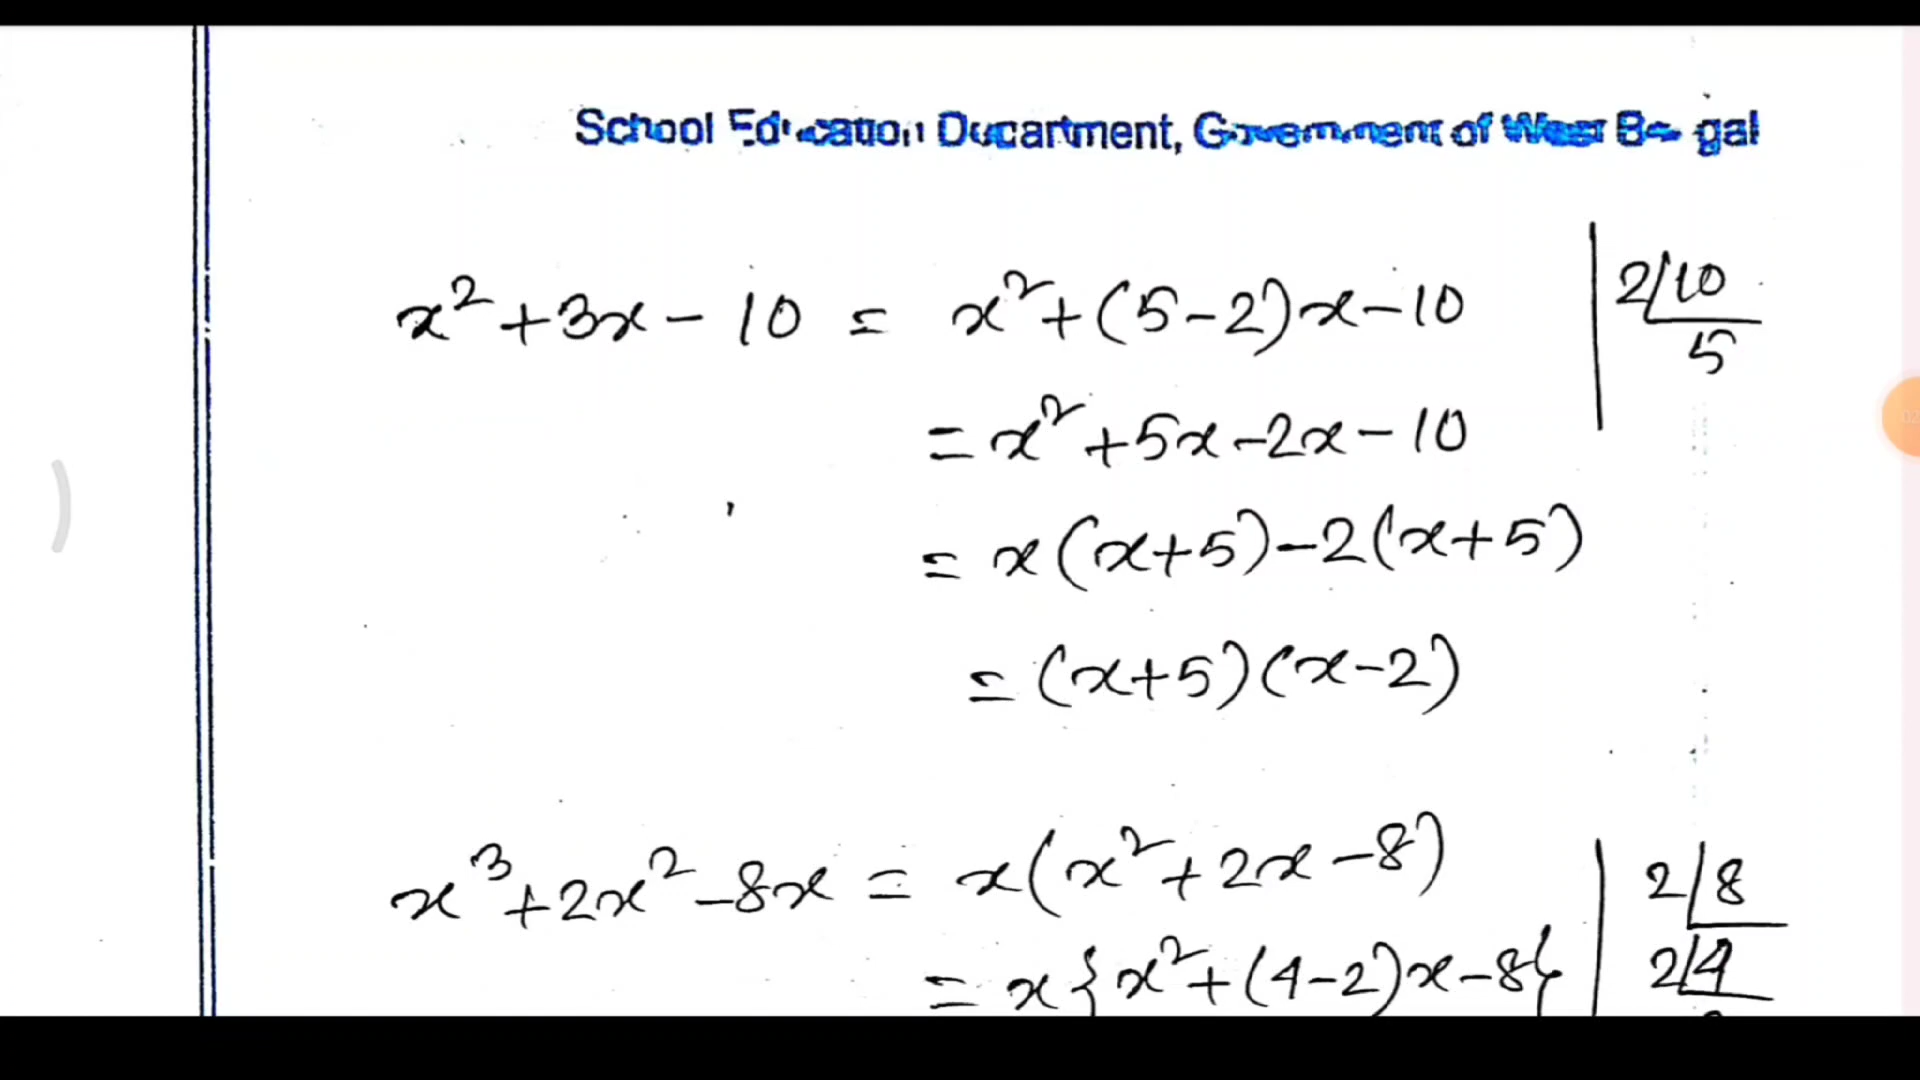 School Education Department, Government of West Bengal
x² + 3x - 10 = x² + (5-2)x - 10
2/10
5
= x² + 5x - 2x - 10
= x(x+5) - 2(x+5)
= (x+5)(x-2)
x³ + 2x² - 8x = x(x² + 2x - 8)
2/8
= x{x² + (4-2)x - 8}
2/4